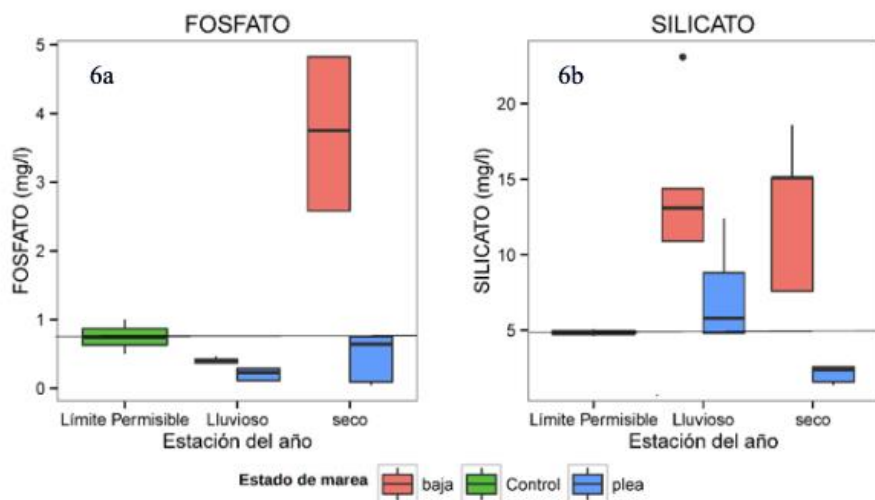 FOSFATO
6a
FOSFATO (mg/l)
5
4
3
2
1
0
Límite Permisible Lluvioso seco
Estación del año
SILICATO
6b
SILICATO (mg/l)
20
15
10
5
Límite Permisible Lluvioso seco
Estación del año
Estado de marea baja Control plea